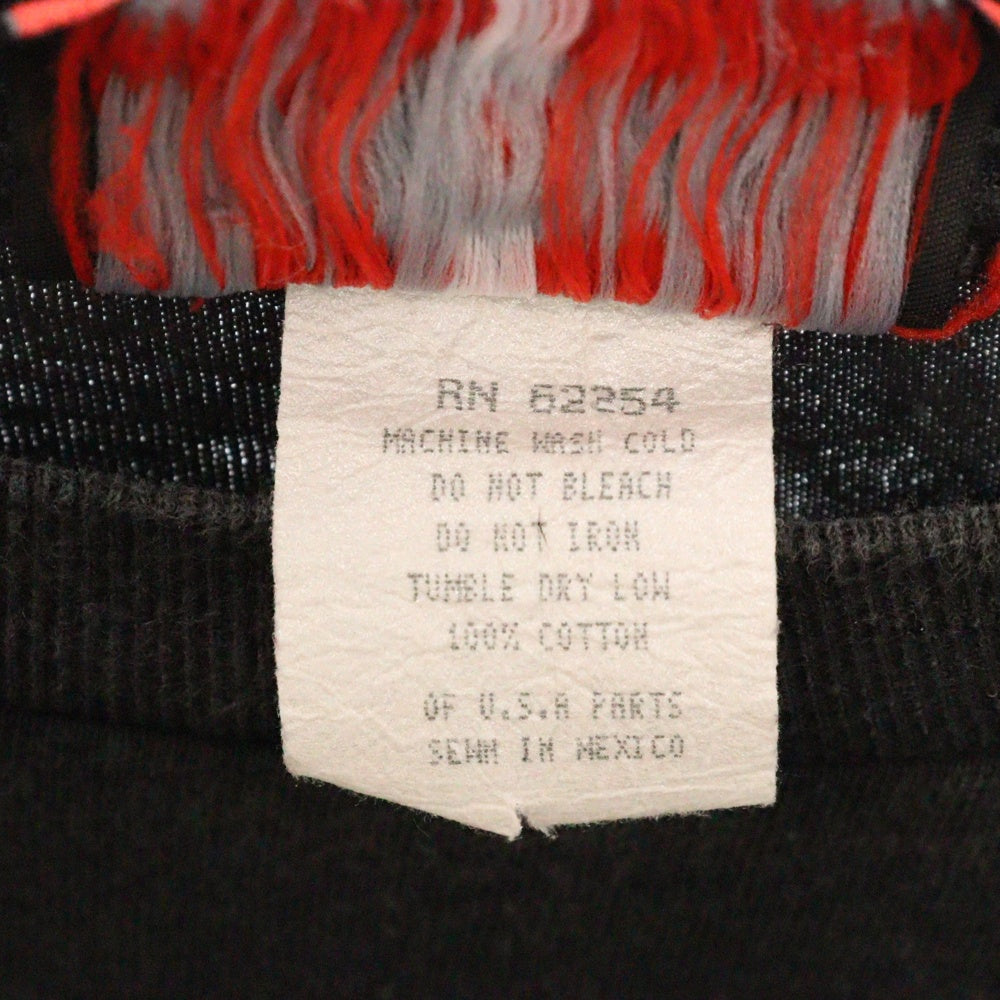 RN 62254
MACHINE WASH COLD
DO NOT BLEACH
DO NOT IRON
TUMBLE DRY LOW
100% COTTON
OF U.S.A PARTS
SEWN IN MEXICO